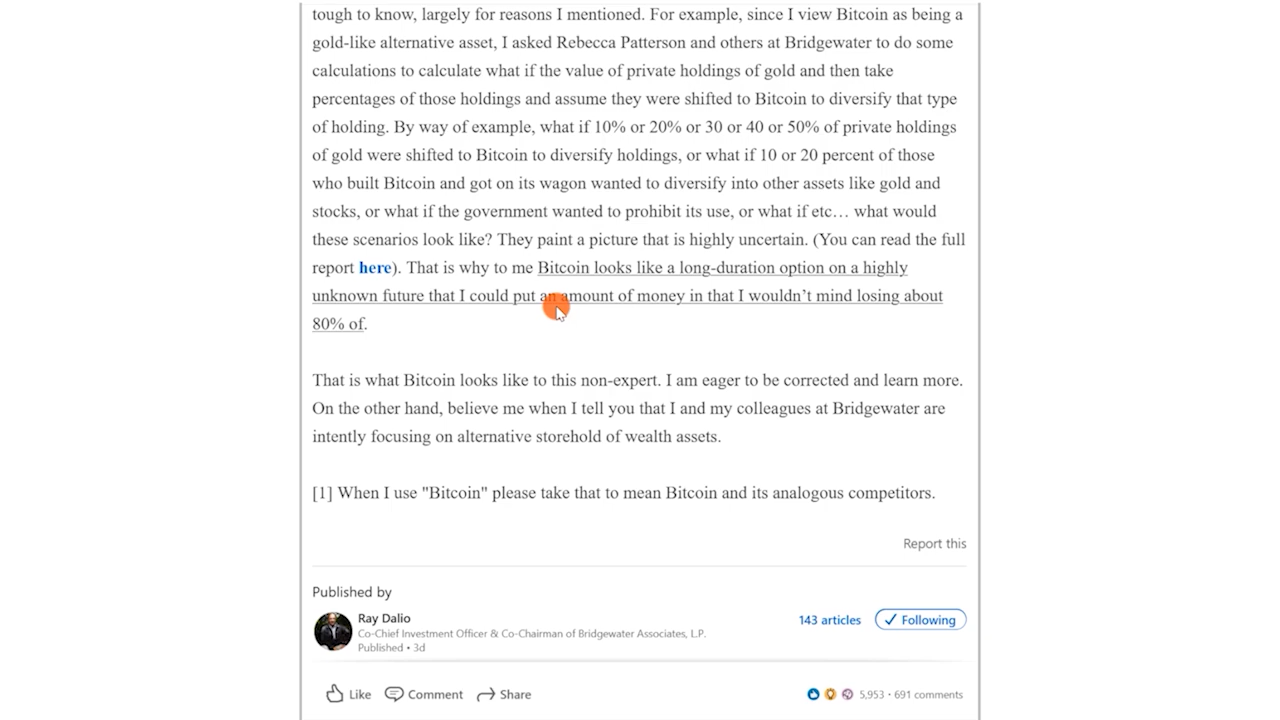 tough to know, largely for reasons I mentioned. For example, since I view Bitcoin as being a
gold-like alternative asset, I asked Rebecca Patterson and others at Bridgewater to do some
calculations to calculate what if the value of private holdings of gold and then take
percentages of those holdings and assume they were shifted to Bitcoin to diversify that type
of holding. By way of example, what if 10% or 20% or 30 or 40 or 50% of private holdings
of gold were shifted to Bitcoin to diversify holdings, or what if 10 or 20 percent of those
who built Bitcoin and got on its wagon wanted to diversify into other assets like gold and
stocks, or what if the government wanted to prohibit its use, or what if etc… what would
these scenarios look like? They paint a picture that is highly uncertain. (You can read the full
report here). That is why to me Bitcoin looks like a long-duration option on a highly
unknown future that I could put an amount of money in that I wouldn’t mind losing about
80% of.
That is what Bitcoin looks like to this non-expert. I am eager to be corrected and learn more.
On the other hand, believe me when I tell you that I and my colleagues at Bridgewater are
intently focusing on alternative storehold of wealth assets.
[1] When I use "Bitcoin" please take that to mean Bitcoin and its analogous competitors.
Report this
Published by
Ray Dalio
Co-Chief Investment Officer & Co-Chairman of Bridgewater Associates, L.P.
Published • 3d
143 articles
Following
Like Comment Share
5,953 • 691 comments